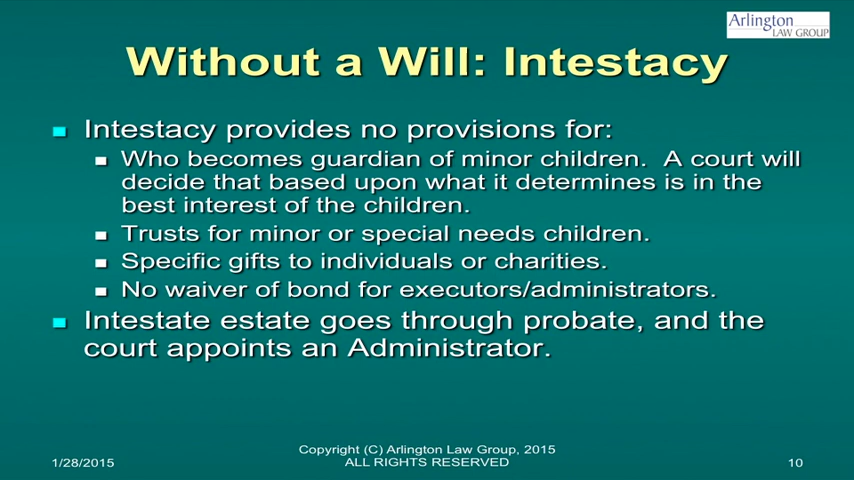 Arlington
LAW GROUP
Without a Will: Intestacy
Intestacy provides no provisions for:
Who becomes guardian of minor children.  A court will
decide that based upon what it determines is in the
best interest of the children.
Trusts for minor or special needs children.
Specific gifts to individuals or charities.
No waiver of bond for executors/administrators.
Intestate estate goes through probate, and the
court appoints an Administrator.
Copyright (C) Arlington Law Group, 2015
1/28/2015 ALL RIGHTS RESERVED 10